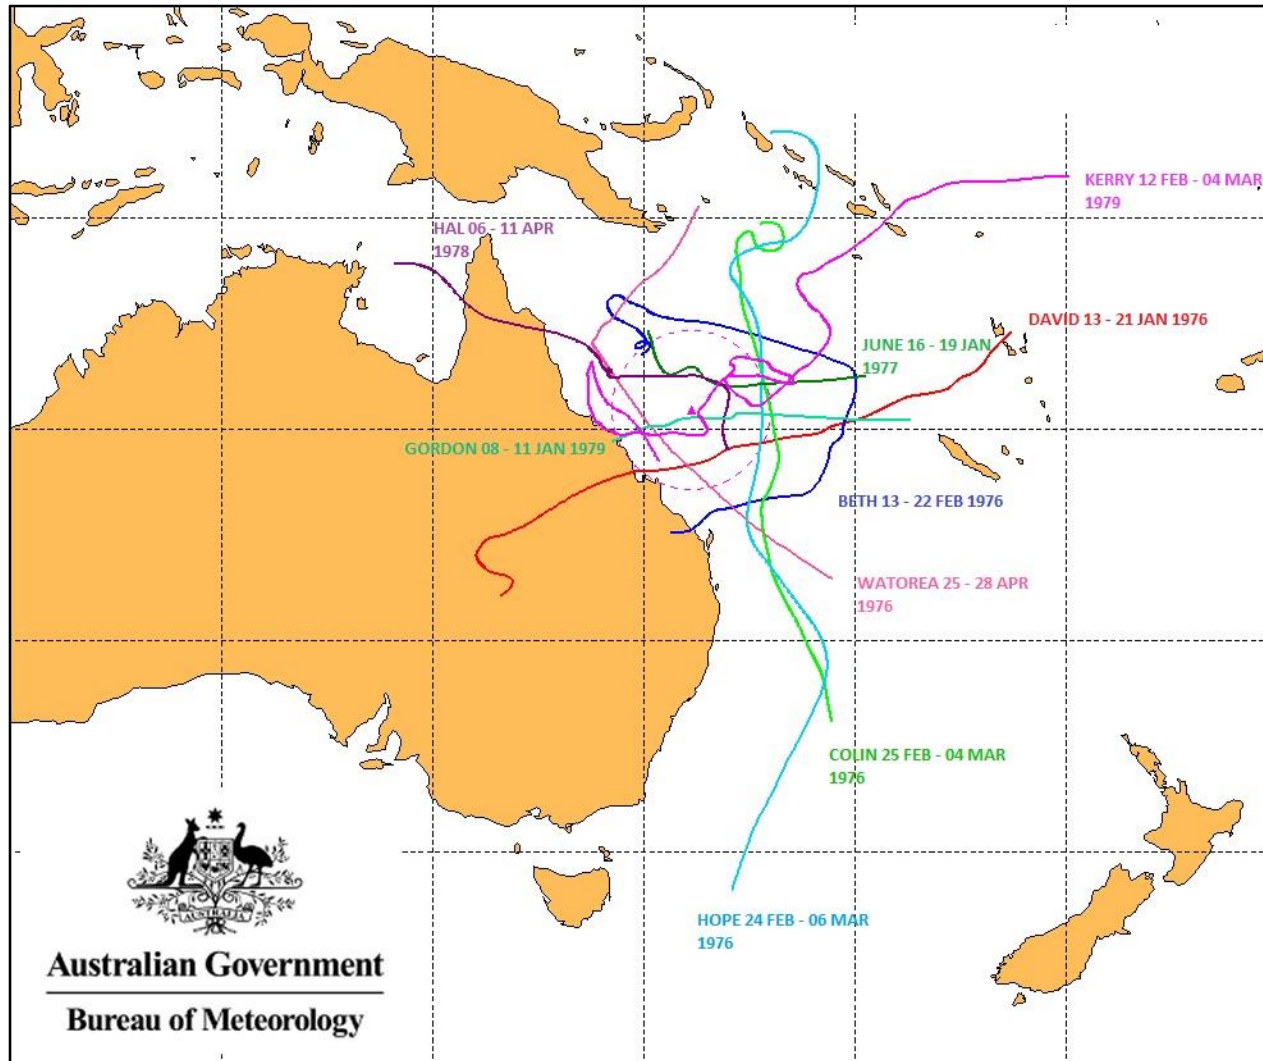 KERRY 12 FEB - 04 MAR
1979
HAL 06 - 11 APR
1978
DAVID 13 - 21 JAN 1976
JUNE 16 - 19 JAN
1977
GORDON 08 - 11 JAN 1979
BETH 13 - 22 FEB 1976
WATOREA 25 - 28 APR
1976
COLIN 25 FEB - 04 MAR
1976
HOPE 24 FEB - 06 MAR
1976
AUSTRALIA
Australian Government
Bureau of Meteorology